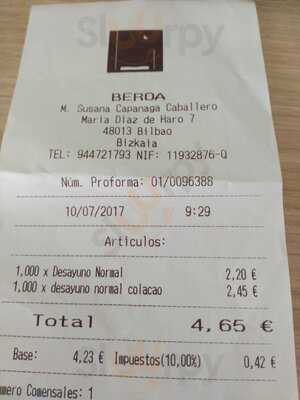 BEROA
M. Susana Capanaga Caballero
Maria Diaz de Haro 7
48013 Bilbao
Bizkaia
TEL: 944721793 NIF: 11932876-Q
Núm. Proforma: 01/0096388
10/07/2017 9:29
Articulos:
1,000 x Desayuno Normal 2,20 €
1,000 x desayuno normal colacao 2,45 €
Total 4,65 €
Base: 4,23 € Impuestos(10,00%) 0,42 €
umero Comensales: 1